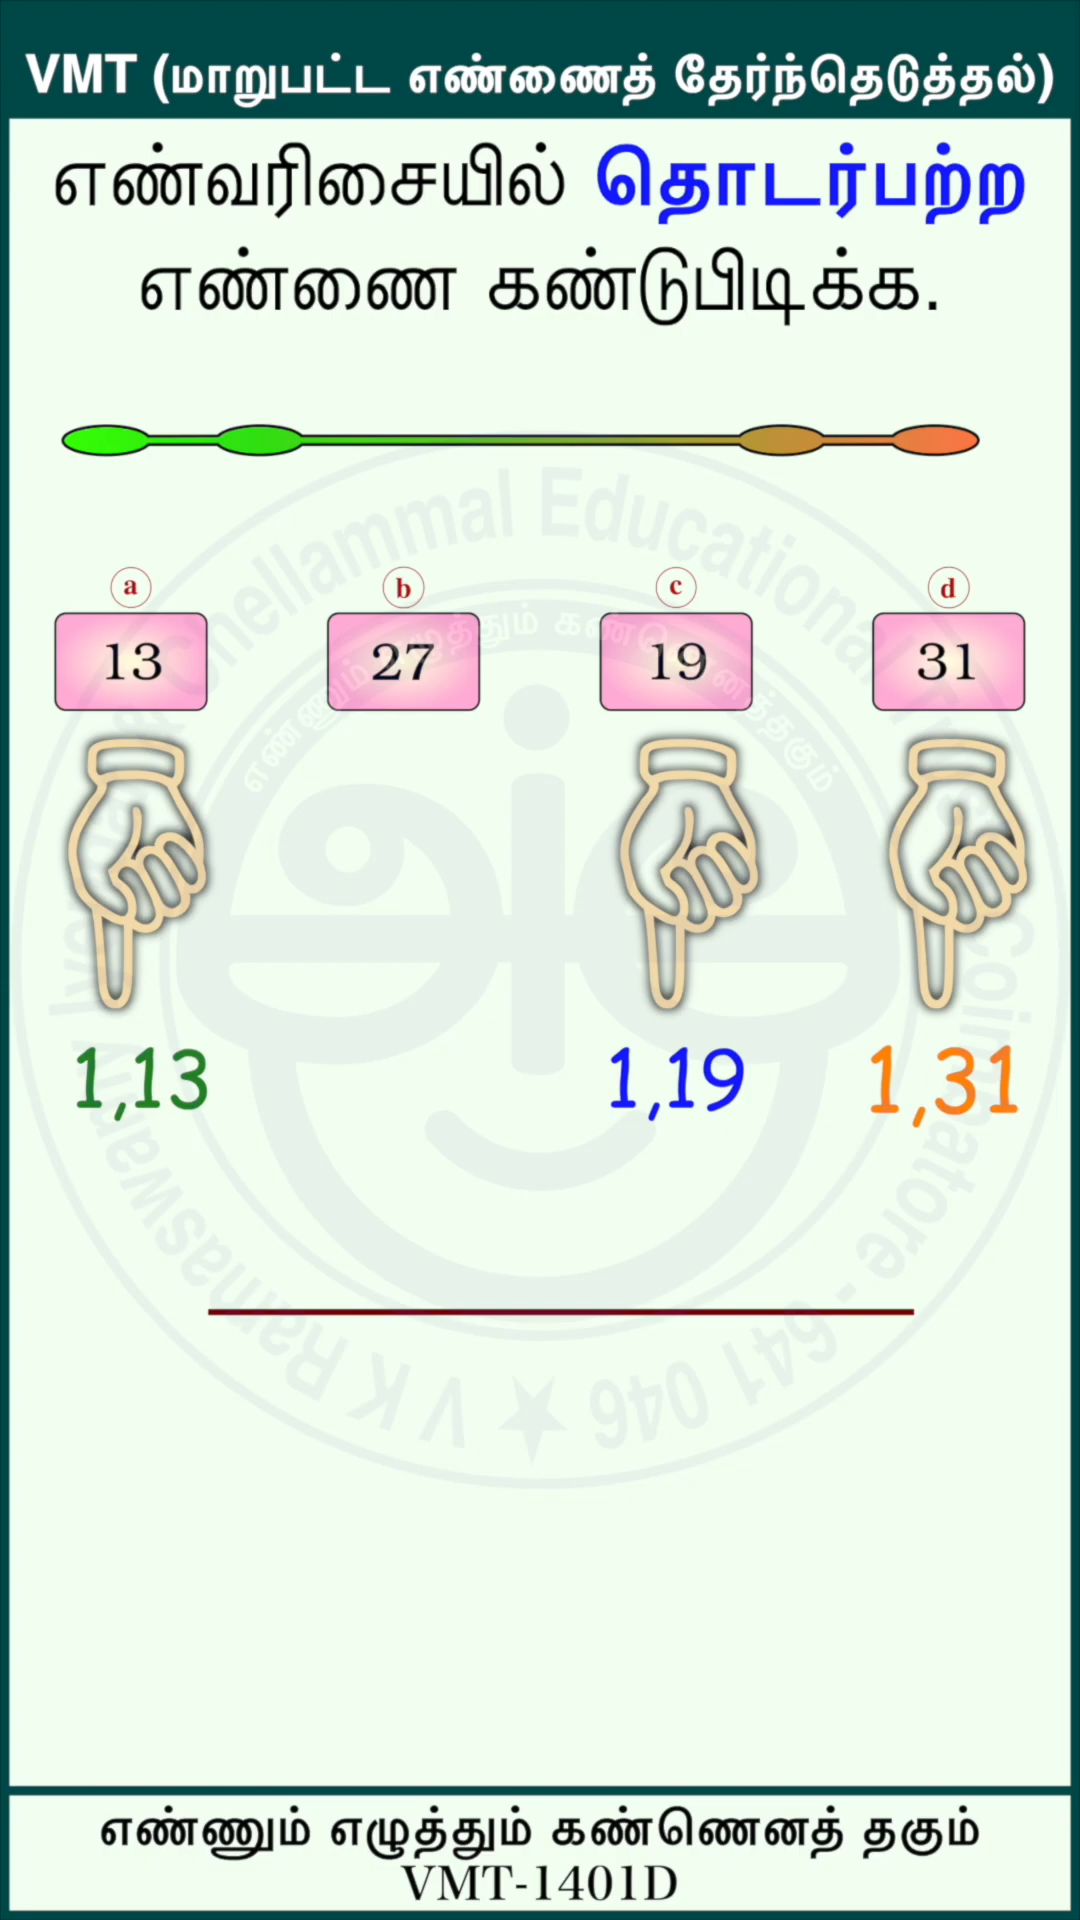 VMT (மாறுபட்ட எண்ணைத் தேர்ந்தெடுத்தல்)
எண்வரிசையில் தொடர்பற்ற
எண்ணை கண்டுபிடிக்க.
a b c d
13 27 19 31
1,13 1,19 1,31
எண்ணும் எழுத்தும் கண்ணெனத் தகும்
VMT-1401D